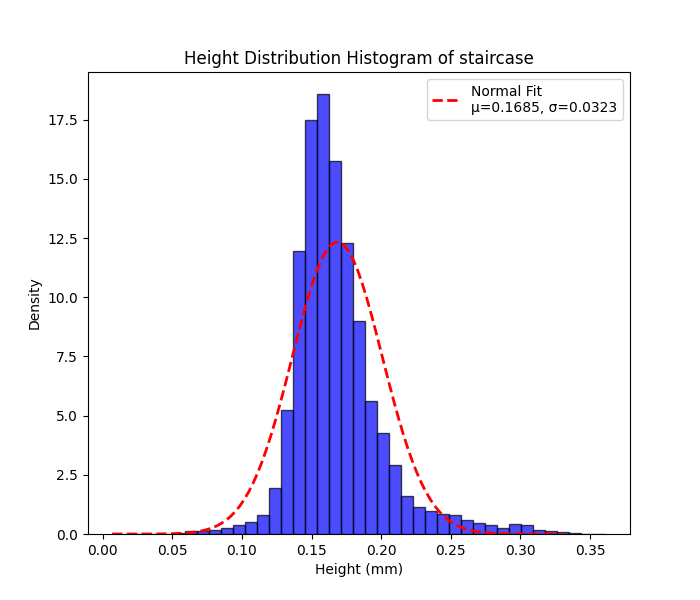 Height Distribution Histogram of staircase
Normal Fit
μ=0.1685, σ=0.0323
Density
17.5
15.0
12.5
10.0
7.5
5.0
2.5
0.0
0.00 0.05 0.10 0.15 0.20 0.25 0.30 0.35
Height (mm)